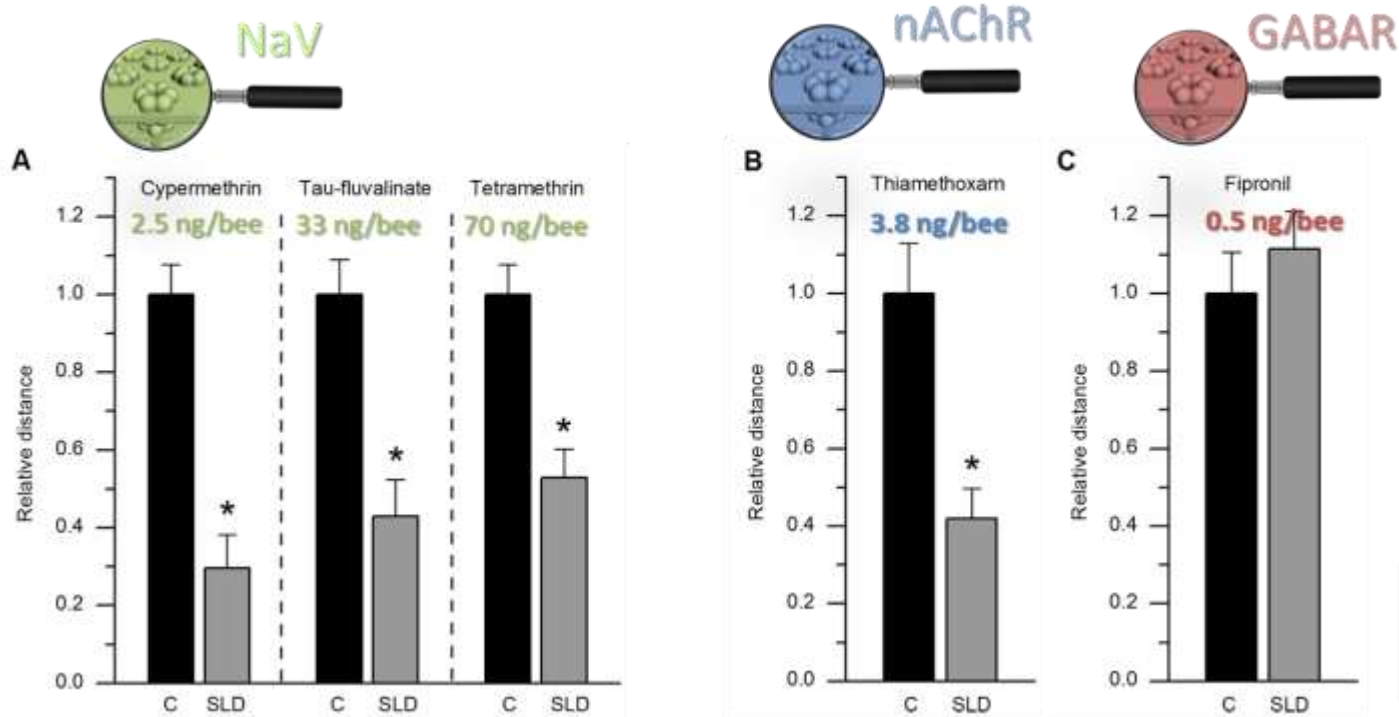 NaV
nAChR
GABAR
A
Cypermethrin
Tau-fluvalinate
Tetramethrin
2.5 ng/bee
33 ng/bee
70 ng/bee
1.2
1.0
0.8
0.6
0.4
0.2
0.0
Relative distance
*
*
*
C SLD
C SLD
C SLD
B
Thiamethoxam
3.8 ng/bee
1.2
1.0
0.8
0.6
0.4
0.2
0.0
Relative distance
*
C SLD
C
Fipronil
0.5 ng/bee
1.2
1.0
0.8
0.6
0.4
0.2
0.0
Relative distance
C SLD